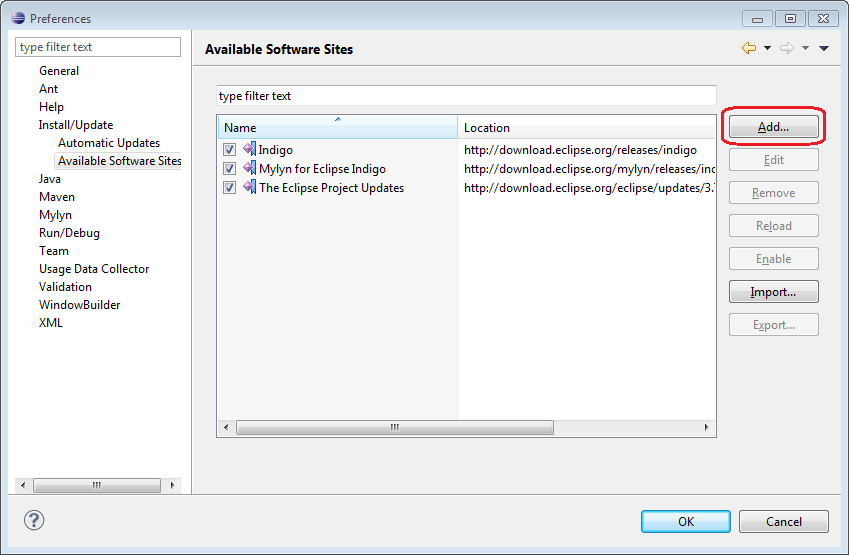 Preferences
type filter text
General
Ant
Help
Install/Update
Automatic Updates
Available Software Sites
Java
Maven
Mylyn
Run/Debug
Team
Usage Data Collector
Validation
WindowBuilder
XML
Available Software Sites
type filter text
Name Location
Indigo http://download.eclipse.org/releases/indigo
Mylyn for Eclipse Indigo http://download.eclipse.org/mylyn/releases/ind
The Eclipse Project Updates http://download.eclipse.org/eclipse/updates/3.7
Add...
Edit
Remove
Reload
Enable
Import...
Export...
?
OK Cancel